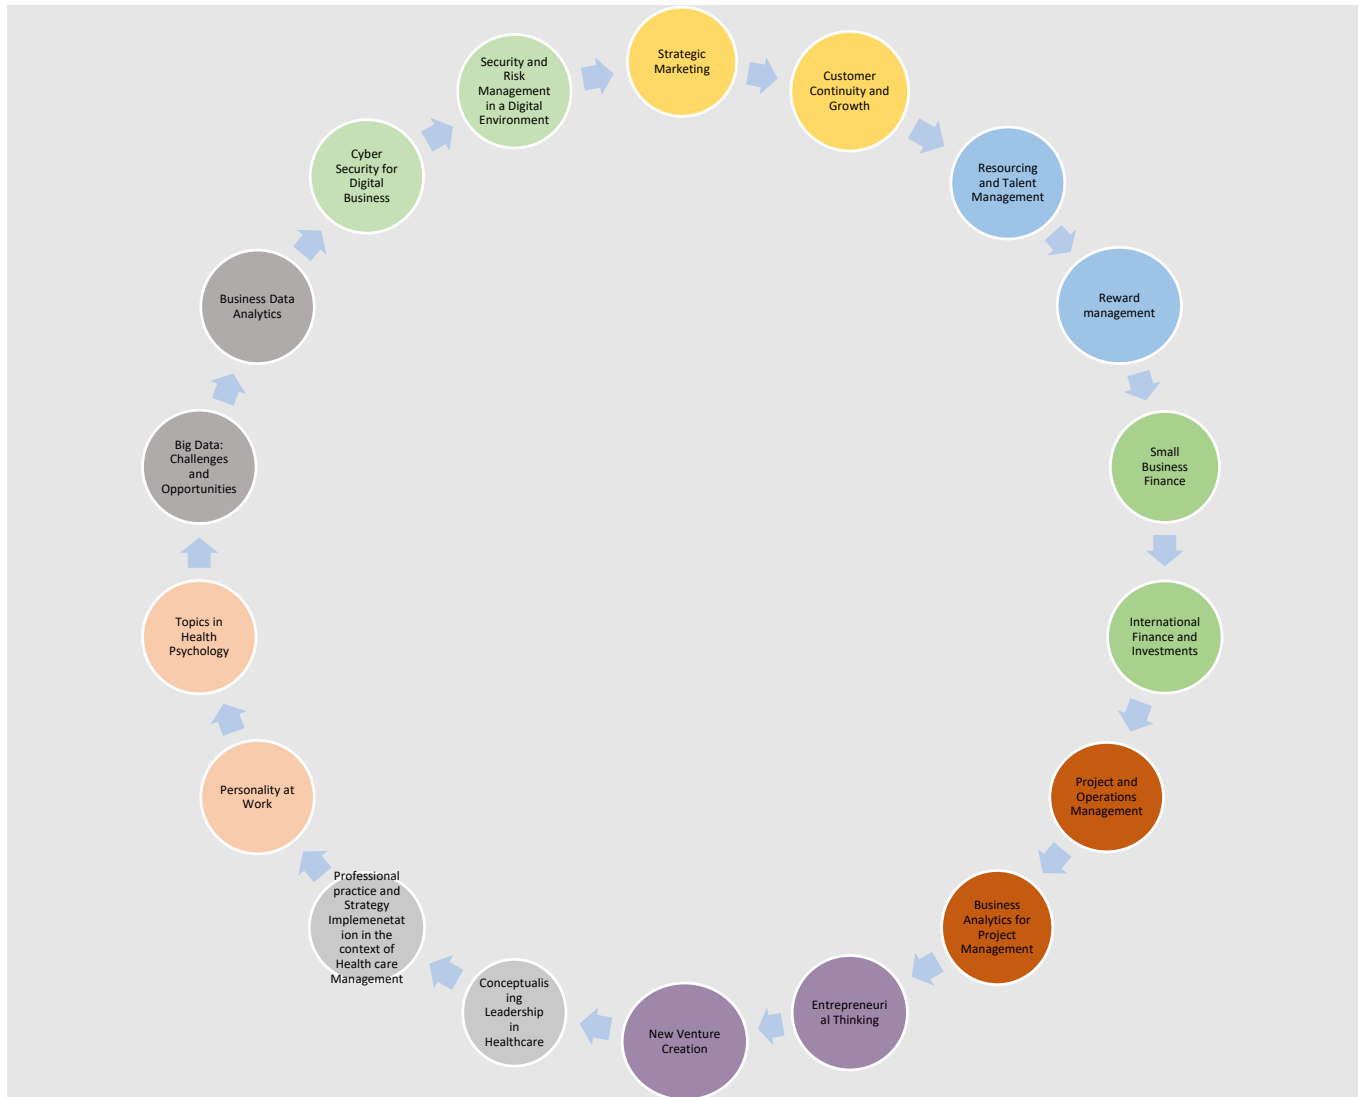 Strategic
Marketing
Customer
Continuity and
Growth
Resourcing
and Talent
Management
Reward
management
Small
Business
Finance
International
Finance and
Investments
Project and
Operations
Management
Business
Analytics for
Project
Management
Entrepreneuri
al Thinking
New Venture
Creation
Conceptualis
ing
Leadership
in
Healthcare
Professional
practice and
Strategy
Implemenetat
ion in the
context of
Health care
Management
Personality at
Work
Topics in
Health
Psychology
Big Data:
Challenges
and
Opportunities
Business Data
Analytics
Cyber
Security for
Digital
Business
Security and
Risk
Management
in a Digital
Environment